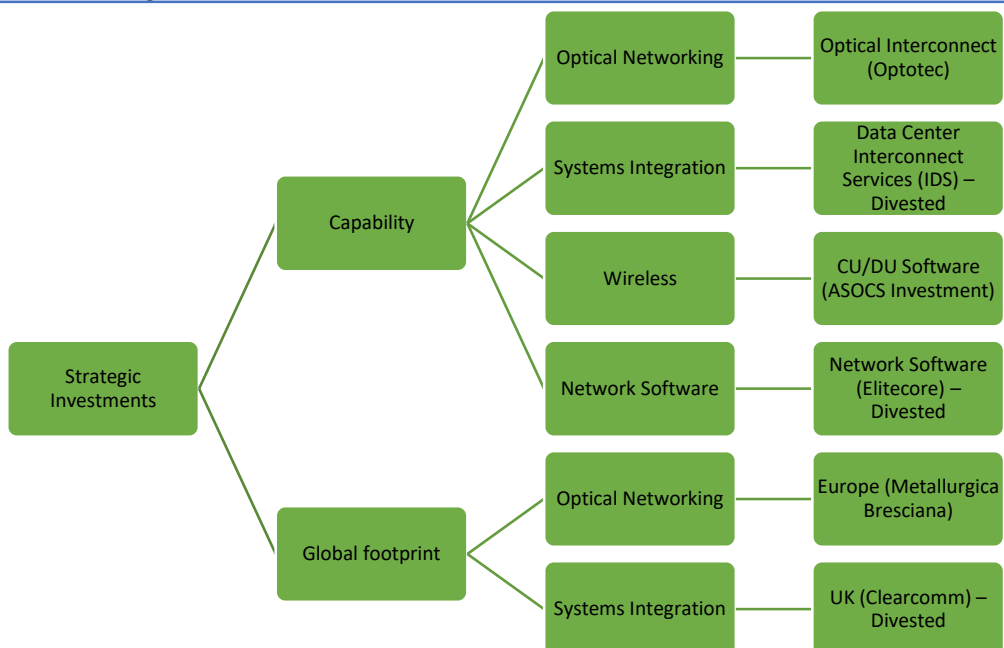 Optical Networking
Optical Interconnect
(Optotec)
Systems Integration
Data Center
Interconnect
Services (IDS) –
Divested
Capability
Wireless
CU/DU Software
(ASOCS Investment)
Strategic
Investments
Network Software
Network Software
(Elitecore) –
Divested
Optical Networking
Europe (Metallurgica
Bresciana)
Global footprint
Systems Integration
UK (Clearcomm) –
Divested